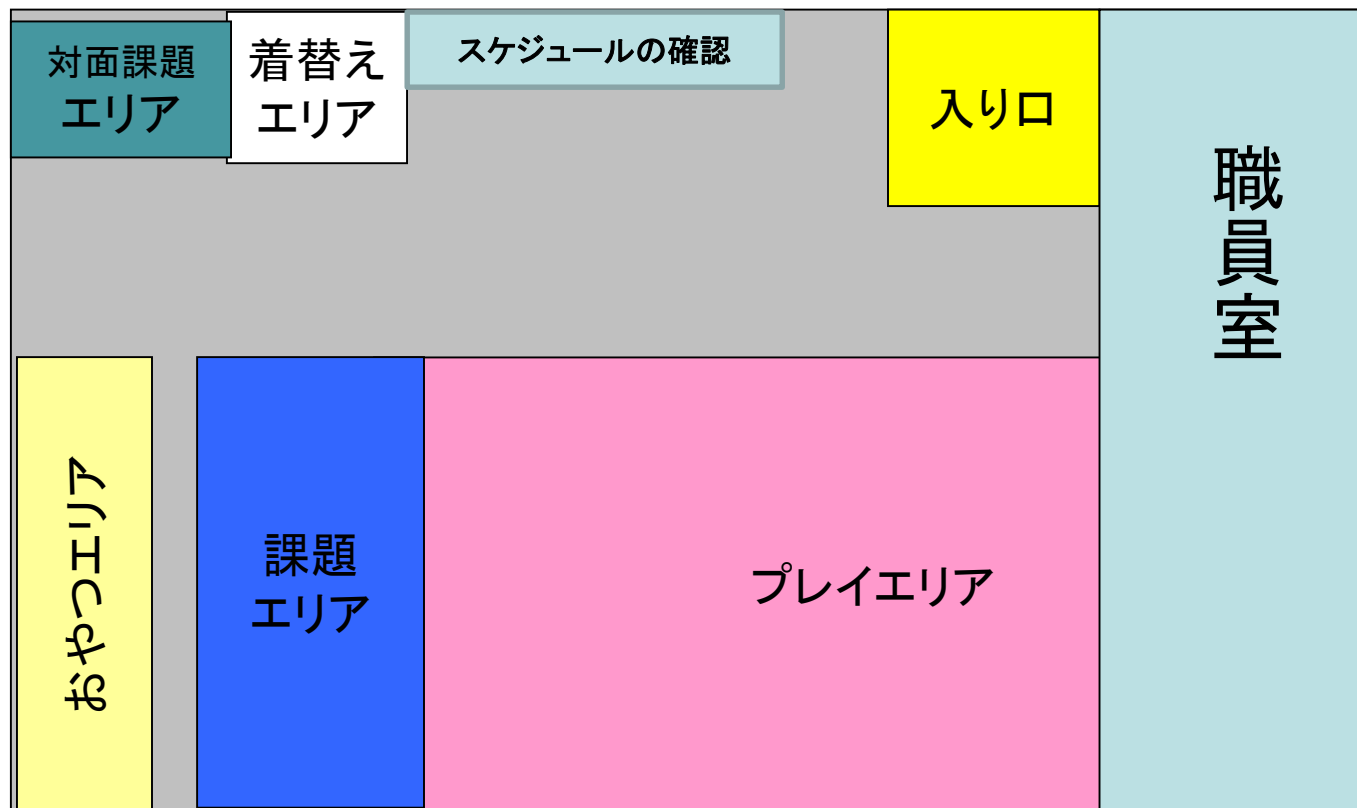 対面課題
エリア
着替え
エリア
スケジュールの確認
入り口
職員室
おやつエリア
課題
エリア
プレイエリア